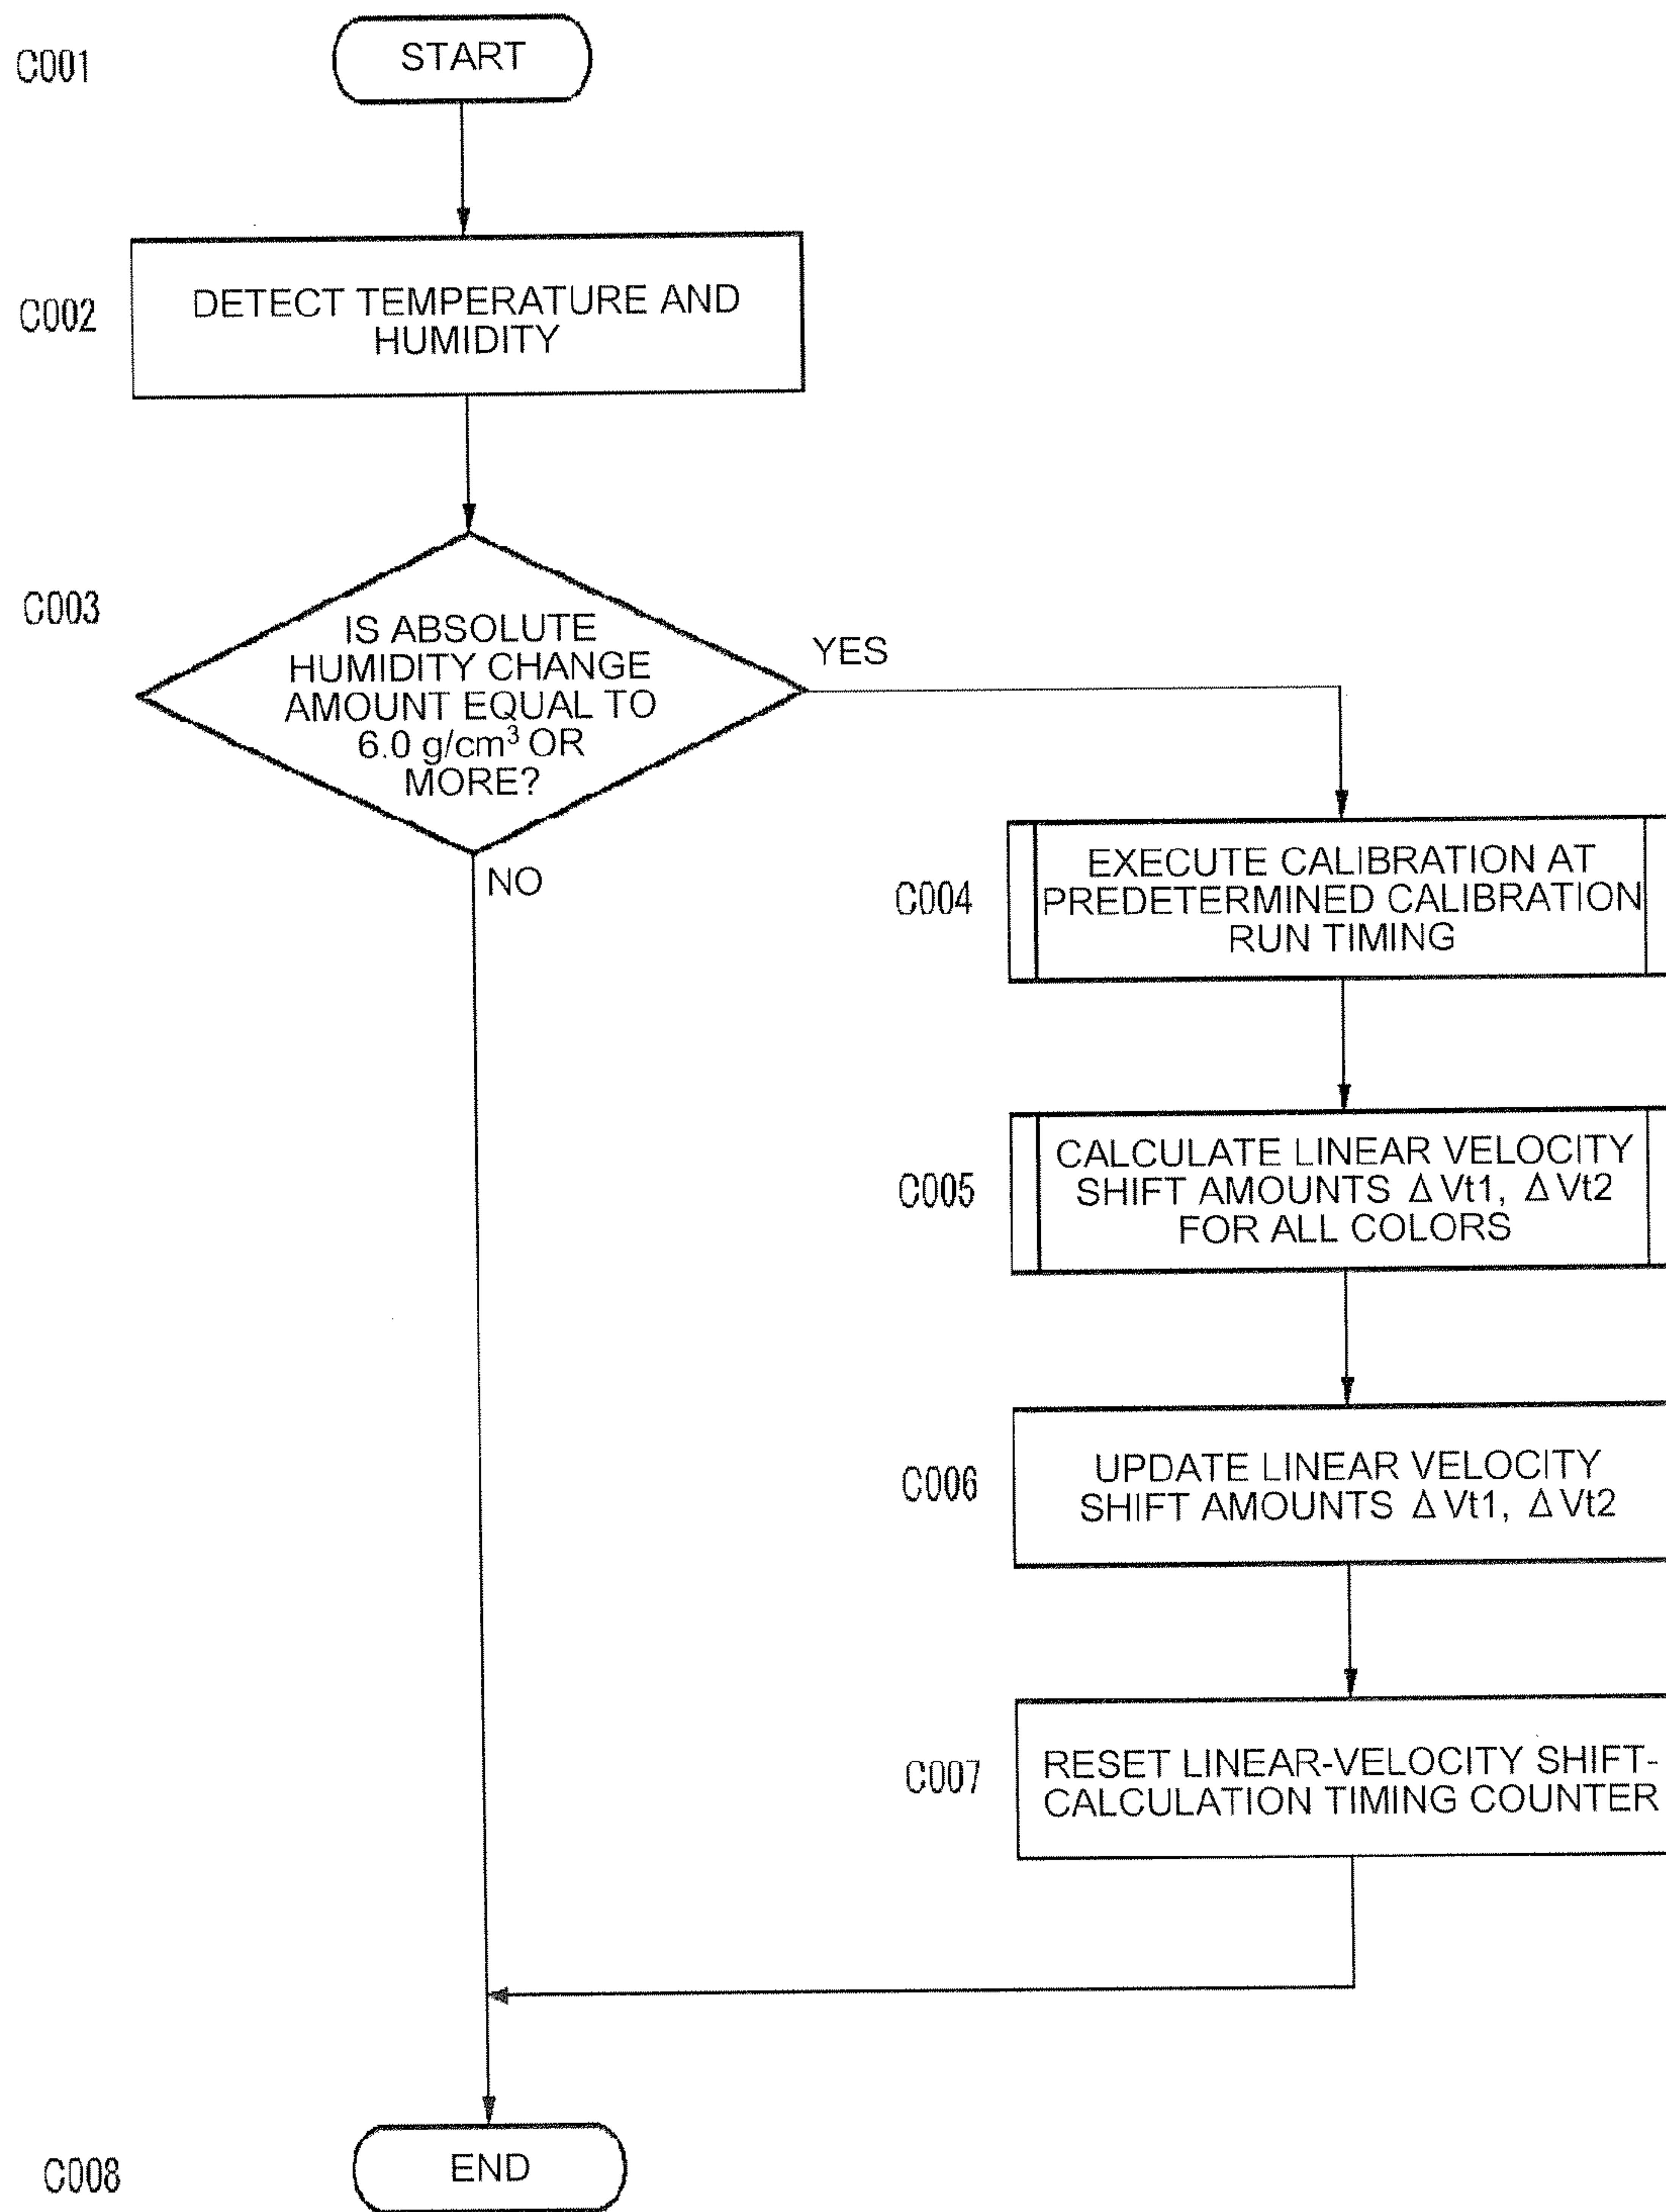 C001
START
C002
DETECT TEMPERATURE AND
HUMIDITY
C003
IS ABSOLUTE
HUMIDITY CHANGE
AMOUNT EQUAL TO
6.0 g/cm³ OR
MORE?
YES
NO
C004
EXECUTE CALIBRATION AT
PREDETERMINED CALIBRATION
RUN TIMING
C005
CALCULATE LINEAR VELOCITY
SHIFT AMOUNTS ΔVt1, ΔVt2
FOR ALL COLORS
C006
UPDATE LINEAR VELOCITY
SHIFT AMOUNTS ΔVt1, ΔVt2
C007
RESET LINEAR-VELOCITY SHIFT-
CALCULATION TIMING COUNTER
C008
END